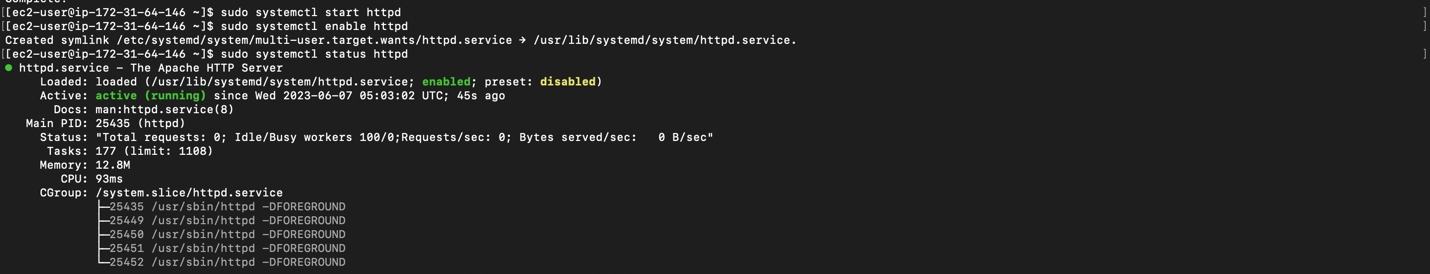 [[ec2-user@ip-172-31-64-146 ~]$ sudo systemctl start httpd ]
[[ec2-user@ip-172-31-64-146 ~]$ sudo systemctl enable httpd
Created symlink /etc/systemd/system/multi-user.target.wants/httpd.service → /usr/lib/systemd/system/httpd.service.
[[ec2-user@ip-172-31-64-146 ~]$ sudo systemctl status httpd ]
● httpd.service - The Apache HTTP Server
Loaded: loaded (/usr/lib/systemd/system/httpd.service; enabled; preset: disabled)
Active: active (running) since Wed 2023-06-07 05:03:02 UTC; 45s ago
Docs: man:httpd.service(8)
Main PID: 25435 (httpd)
Status: "Total requests: 0; Idle/Busy workers 100/0;Requests/sec: 0; Bytes served/sec:   0 B/sec"
Tasks: 177 (limit: 1108)
Memory: 12.8M
CPU: 93ms
CGroup: /system.slice/httpd.service
├─25435 /usr/sbin/httpd -DFOREGROUND
├─25449 /usr/sbin/httpd -DFOREGROUND
├─25450 /usr/sbin/httpd -DFOREGROUND
├─25451 /usr/sbin/httpd -DFOREGROUND
└─25452 /usr/sbin/httpd -DFOREGROUND